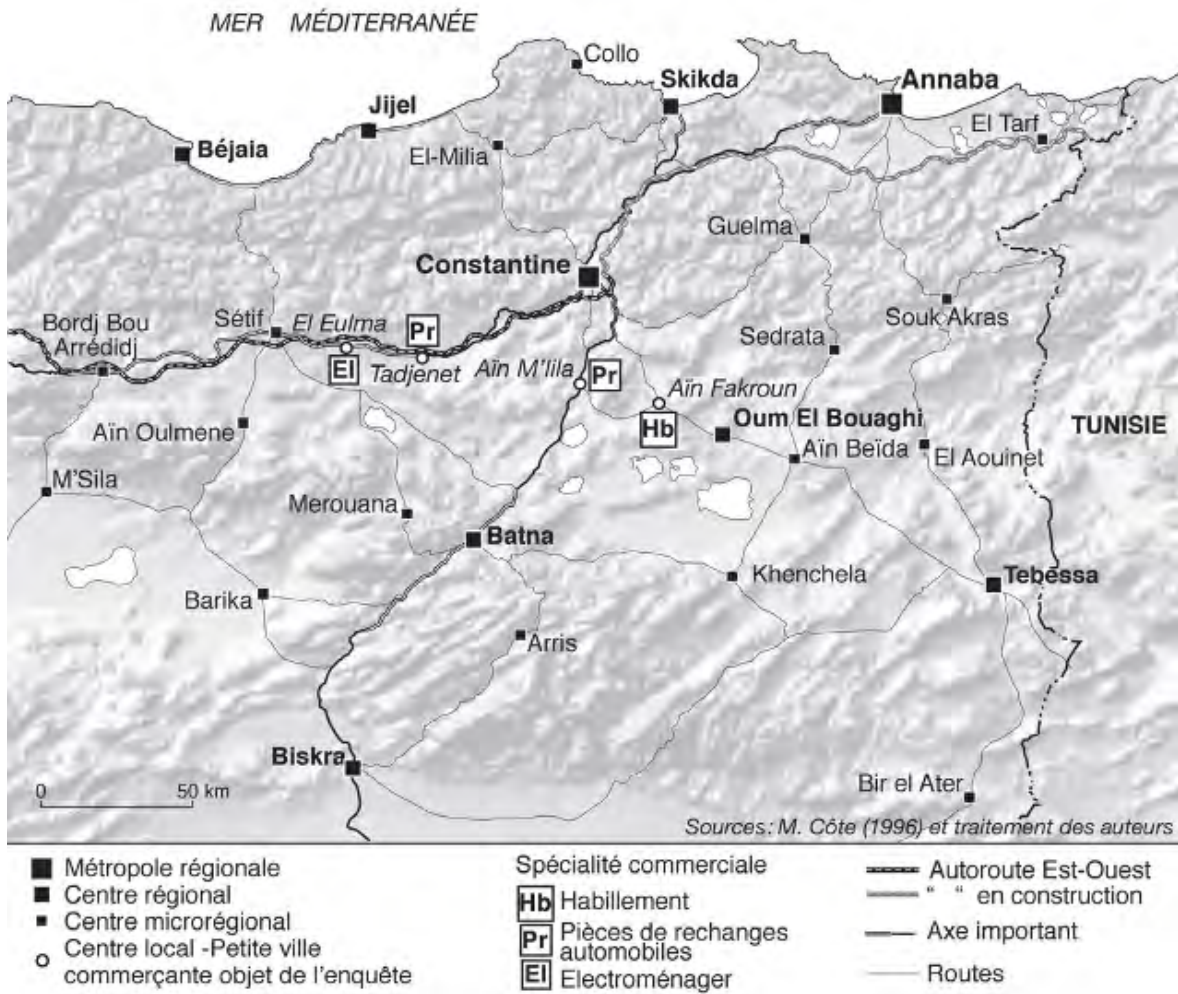 MER MÉDITERRANÉE
Collo
Skikda
Annaba
Jijel
El Tarf
Béjaia
El-Milia
Guelma
Constantine
Bordj Bou
Arrédidj
Sétif
El Eulma
Pr
Souk Akras
Sedrata
El
Tadjenet
Aïn M'lila
Pr
Aïn Fakroun
Hb
Oum El Bouaghi
TUNISIE
Aïn Oulmene
Aïn Beïda
El Aouinet
M'Sila
Merouana
Batna
Khenchela
Tebessa
Barika
Arris
Biskra
Bir el Ater
0 50 km
Sources: M. Côte (1996) et traitement des auteurs
Métropole régionale
Centre régional
Centre microrégional
Centre local -Petite ville
commerçante objet de l'enquête
Spécialité commerciale
Hb Habillement
Pr Pièces de rechanges
automobiles
El Electroménager
Autoroute Est-Ouest
" " en construction
Axe important
Routes